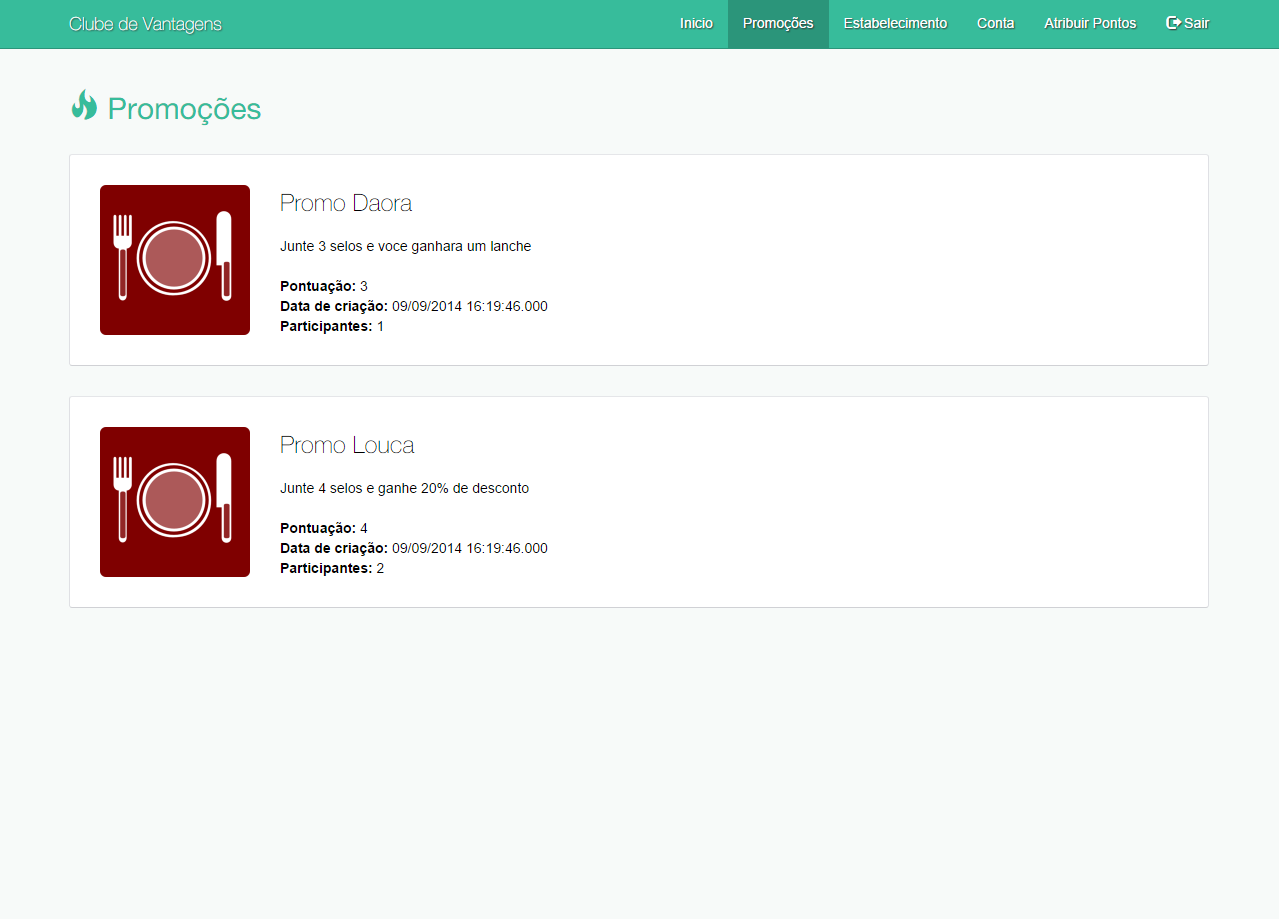 Clube de Vantagens
Inicio Promoções Estabelecimento Conta Atribuir Pontos Sair
Promoções
Promo Daora
Junte 3 selos e voce ganhara um lanche
Pontuação: 3
Data de criação: 09/09/2014 16:19:46.000
Participantes: 1
Promo Louca
Junte 4 selos e ganhe 20% de desconto
Pontuação: 4
Data de criação: 09/09/2014 16:19:46.000
Participantes: 2